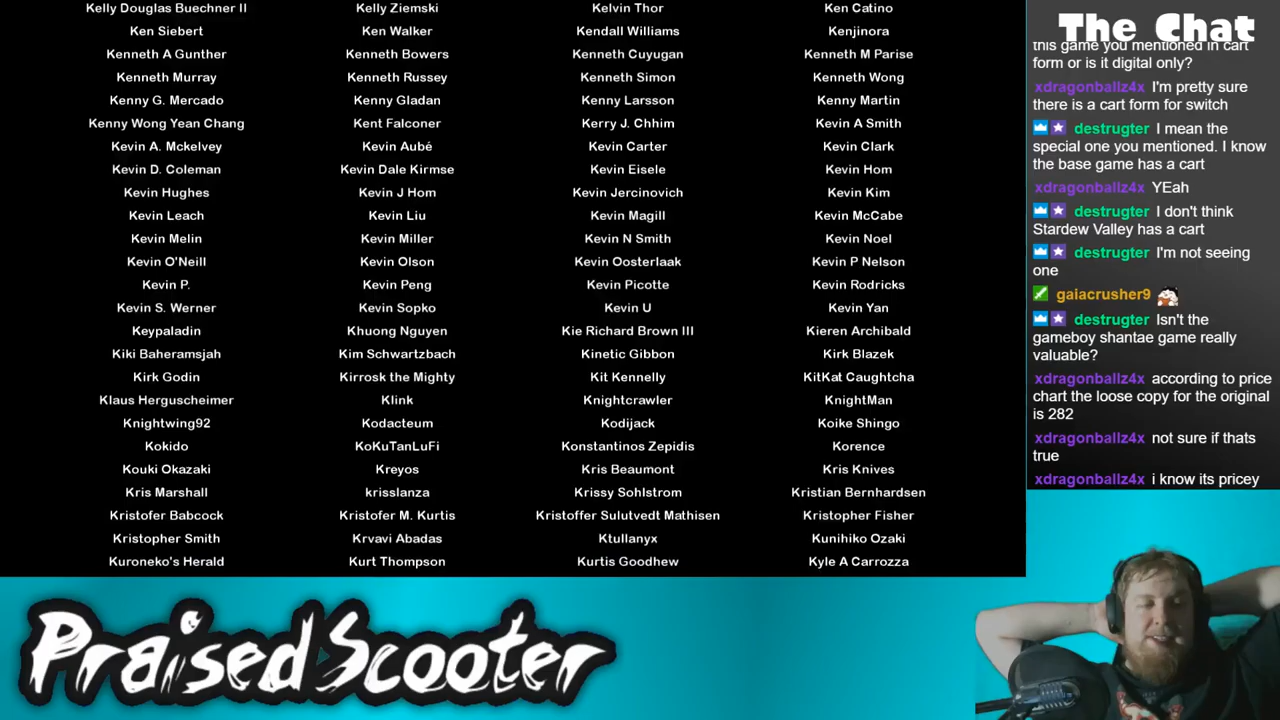 Kelly Douglas Buechner II Kelly Ziemski Kelvin Thor Ken Catino
Ken Siebert Ken Walker Kendall Williams Kenjinora
Kenneth A Gunther Kenneth Bowers Kenneth Cuyugan Kenneth M Parise
Kenneth Murray Kenneth Russey Kenneth Simon Kenneth Wong
Kenny G. Mercado Kenny Gladan Kenny Larsson Kenny Martin
Kenny Wong Yean Chang Kent Falconer Kerry J. Chhim Kevin A Smith
Kevin A. Mckelvey Kevin Aubé Kevin Carter Kevin Clark
Kevin D. Coleman Kevin Dale Kirmse Kevin Eisele Kevin Hom
Kevin Hughes Kevin J Hom Kevin Jercinovich Kevin Kim
Kevin Leach Kevin Liu Kevin Magill Kevin McCabe
Kevin Melin Kevin Miller Kevin N Smith Kevin Noel
Kevin O'Neill Kevin Olson Kevin Oosterlaak Kevin P Nelson
Kevin P. Kevin Peng Kevin Picotte Kevin Rodricks
Kevin S. Werner Kevin Sopko Kevin U Kevin Yan
Keypaladin Khuong Nguyen Kie Richard Brown III Kieren Archibald
Kiki Baheramsjah Kim Schwartzbach Kinetic Gibbon Kirk Blazek
Kirk Godin Kirrosk the Mighty Kit Kennelly KitKat Caughtcha
Klaus Herguscheimer Klink Knightcrawler KnightMan
Knightwing92 Kodacteum Kodijack Koike Shingo
Kokido KoKuTanLuFi Konstantinos Zepidis Korence
Kouki Okazaki Kreyos Kris Beaumont Kris Knives
Kris Marshall krisslanza Krissy Sohlstrom Kristian Bernhardsen
Kristofer Babcock Kristofer M. Kurtis Kristoffer Sulutvedt Mathisen Kristopher Fisher
Kristopher Smith Krvavi Abadas Ktullanyx Kunihiko Ozaki
Kuroneko's Herald Kurt Thompson Kurtis Goodhew Kyle A Carrozza
The Chat
this game you mentioned in cart
form or is it digital only?
xdragonballz4x I'm pretty sure
there is a cart form for switch
destrugter I mean the
special one you mentioned. I know
the base game has a cart
xdragonballz4x YEah
destrugter I don't think
Stardew Valley has a cart
destrugter I'm not seeing
one
gaiacrusher9
destrugter Isn't the
gameboy shantae game really
valuable?
xdragonballz4x according to price
chart the loose copy for the original
is 282
xdragonballz4x not sure if thats
true
xdragonballz4x i know its pricey
PraisedScooter